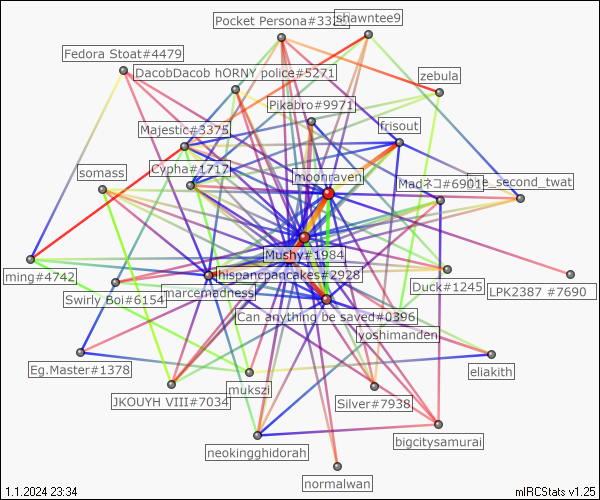 Pocket Persona#332
shawntee9
Fedora Stoat#4479
DacobDacob hORNY police#5271
zebula
Pikabro#9971
Majestic#3375
frisout
Cypha#1717
somass
moonraven
Madネコ#6901
e_second_twat
Mushy#1984
hispancpancakes#2928
ming#4742
Duck#1245
LPK2387 #7690
Swirly Boi#6154
marcemadness
Can anything be saved#0396
yoshimanden
Eg.Master#1378
eliakith
mukszi
JKOUYH VIII#7034
Silver#7938
bigcitysamurai
neokingghidorah
normalwan
1.1.2024 23:34
mIRCStats v1.25